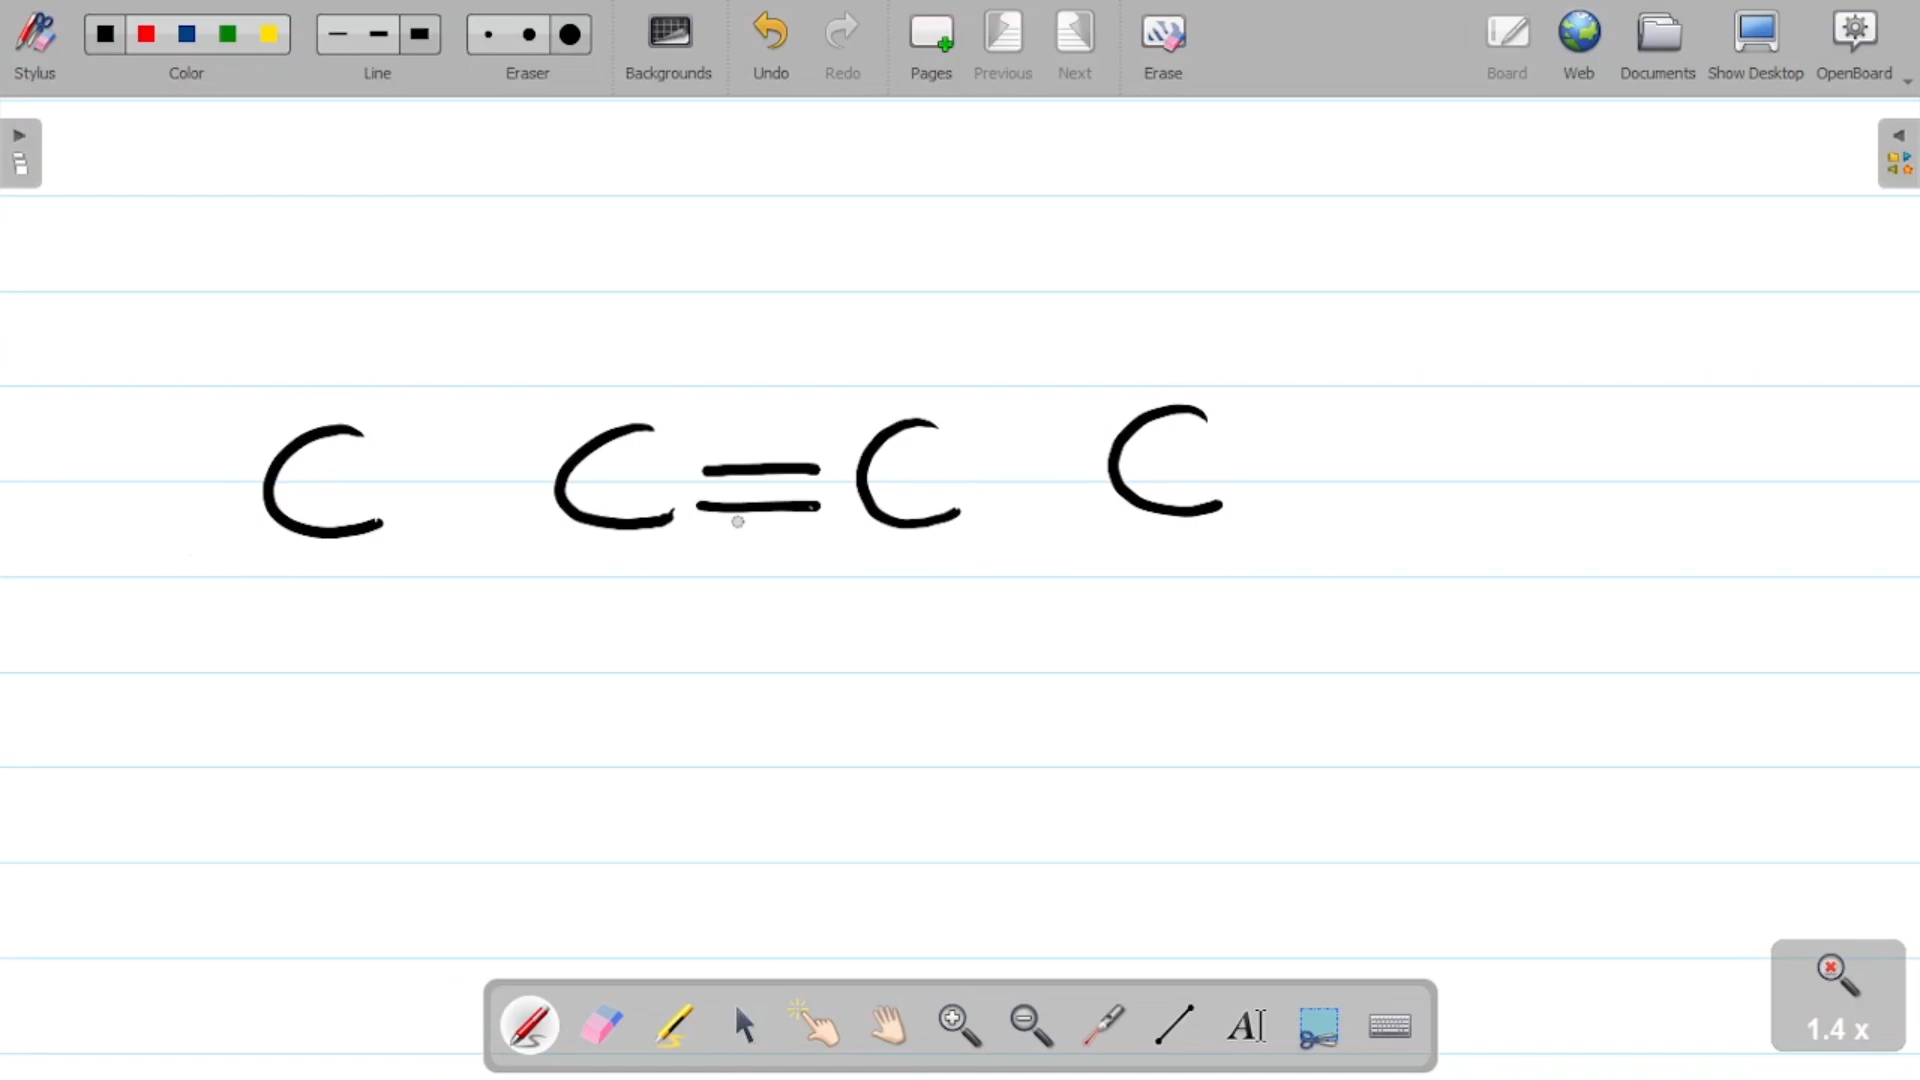 Stylus Color Line Eraser Backgrounds Undo Redo Pages Previous Next Erase Board Web Documents Show Desktop OpenBoard
C C=C C
AI
1.4 x